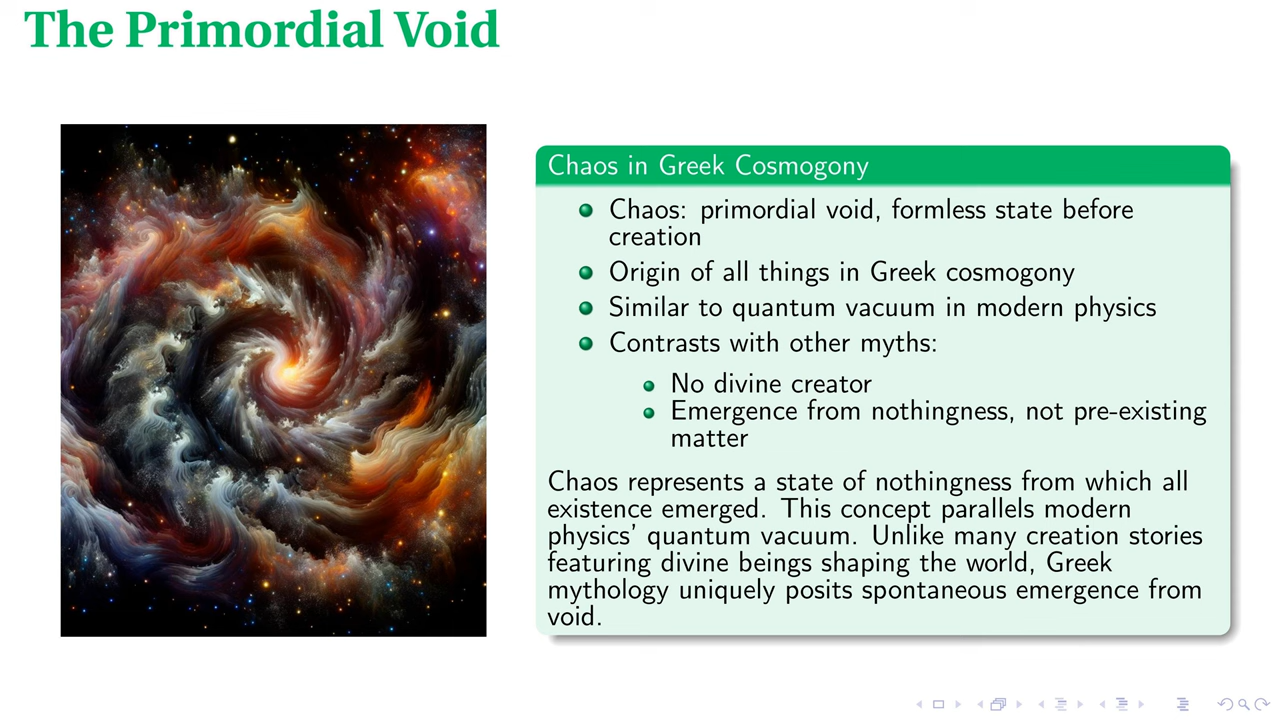 The Primordial Void
Chaos in Greek Cosmogony
Chaos: primordial void, formless state before
creation
Origin of all things in Greek cosmogony
Similar to quantum vacuum in modern physics
Contrasts with other myths:
No divine creator
Emergence from nothingness, not pre-existing
matter
Chaos represents a state of nothingness from which all
existence emerged. This concept parallels modern
physics' quantum vacuum. Unlike many creation stories
featuring divine beings shaping the world, Greek
mythology uniquely posits spontaneous emergence from
void.